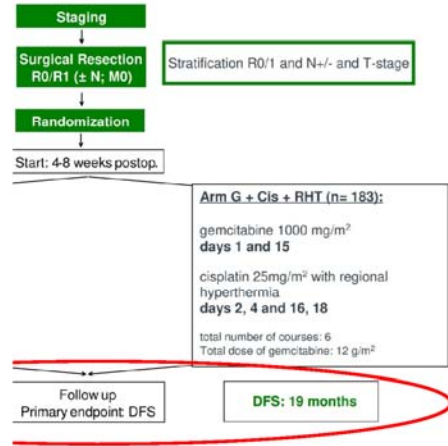 Staging
Surgical Resection
R0/R1 (± N; M0)
Stratification R0/1 and N+/- and T-stage
Randomization
Start: 4-8 weeks postop.
Arm G + Cis + RHT (n= 183):
gemcitabine 1000 mg/m²
days 1 and 15
cisplatin 25mg/m² with regional
hyperthermia
days 2, 4 and 16, 18
total number of courses: 6
Total dose of gemcitabine: 12 g/m²
Follow up
Primary endpoint: DFS
DFS: 19 months